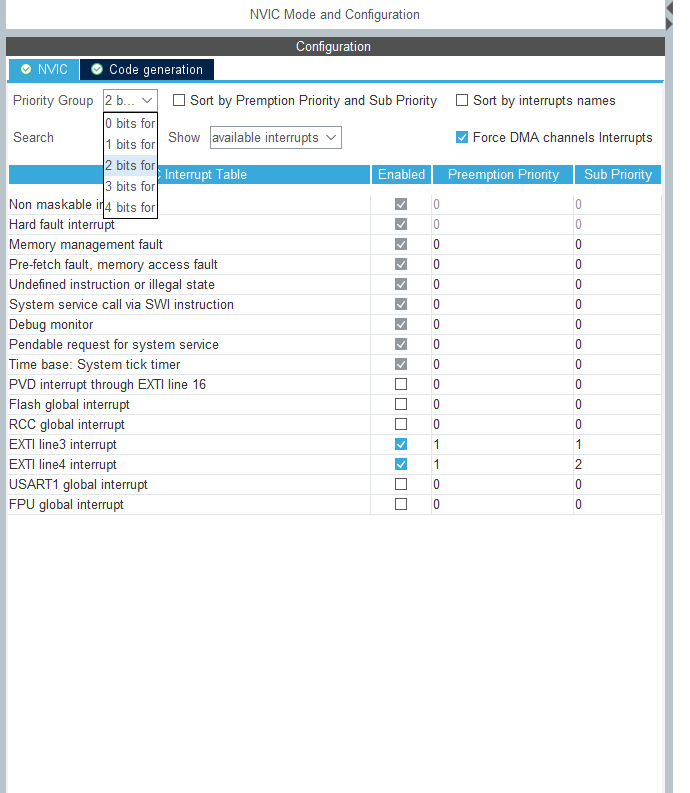 NVIC Mode and Configuration
Configuration
NVIC Code generation
Priority Group 2 b... Sort by Premption Priority and Sub Priority Sort by interrupts names
0 bits for
1 bits for
2 bits for
3 bits for
4 bits for
Search Show available interrupts Force DMA channels Interrupts
Interrupt Table Enabled Preemption Priority Sub Priority
Non maskable 0 0
Hard fault interrupt 0 0
Memory management fault 0 0
Pre-fetch fault, memory access fault 0 0
Undefined instruction or illegal state 0 0
System service call via SWI instruction 0 0
Debug monitor 0 0
Pendable request for system service 0 0
Time base: System tick timer 0 0
PVD interrupt through EXTI line 16 0 0
Flash global interrupt 0 0
RCC global interrupt 0 0
EXTI line3 interrupt 1 1
EXTI line4 interrupt 1 2
USART1 global interrupt 0 0
FPU global interrupt 0 0